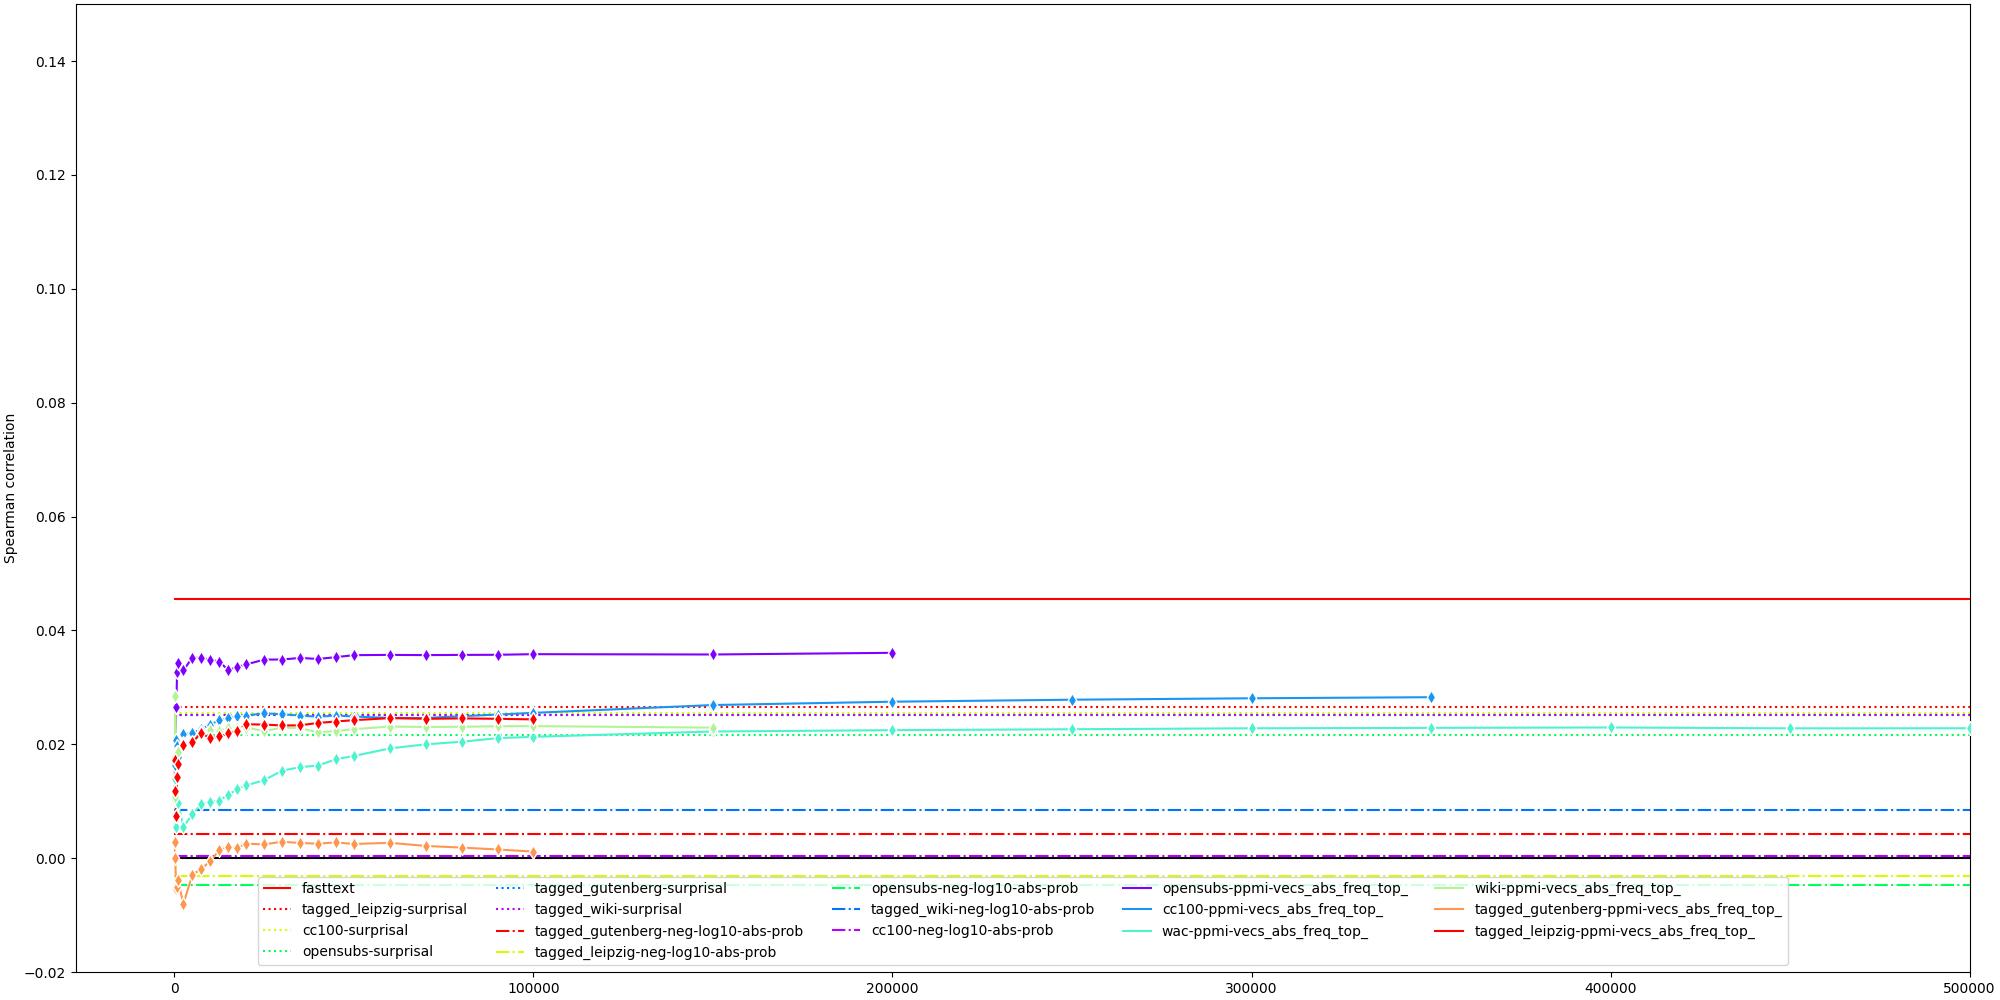 0.14
0.12
0.10
0.08
0.06
0.04
0.02
0.00
−0.02
Spearman correlation
fasttext
tagged_leipzig-surprisal
cc100-surprisal
opensubs-surprisal
tagged_gutenberg-surprisal
tagged_wiki-surprisal
tagged_gutenberg-neg-log10-abs-prob
tagged_leipzig-neg-log10-abs-prob
opensubs-neg-log10-abs-prob
tagged_wiki-neg-log10-abs-prob
cc100-neg-log10-abs-prob
opensubs-ppmi-vecs_abs_freq_top_
cc100-ppmi-vecs_abs_freq_top_
wac-ppmi-vecs_abs_freq_top_
wiki-ppmi-vecs_abs_freq_top_
tagged_gutenberg-ppmi-vecs_abs_freq_top_
tagged_leipzig-ppmi-vecs_abs_freq_top_
0 100000 200000 300000 400000 500000